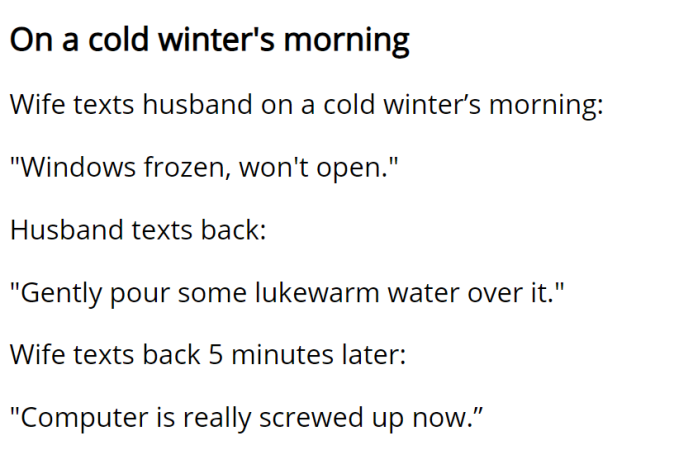 On a cold winter's morning
Wife texts husband on a cold winter’s morning:
"Windows frozen, won't open."
Husband texts back:
"Gently pour some lukewarm water over it."
Wife texts back 5 minutes later:
"Computer is really screwed up now.”